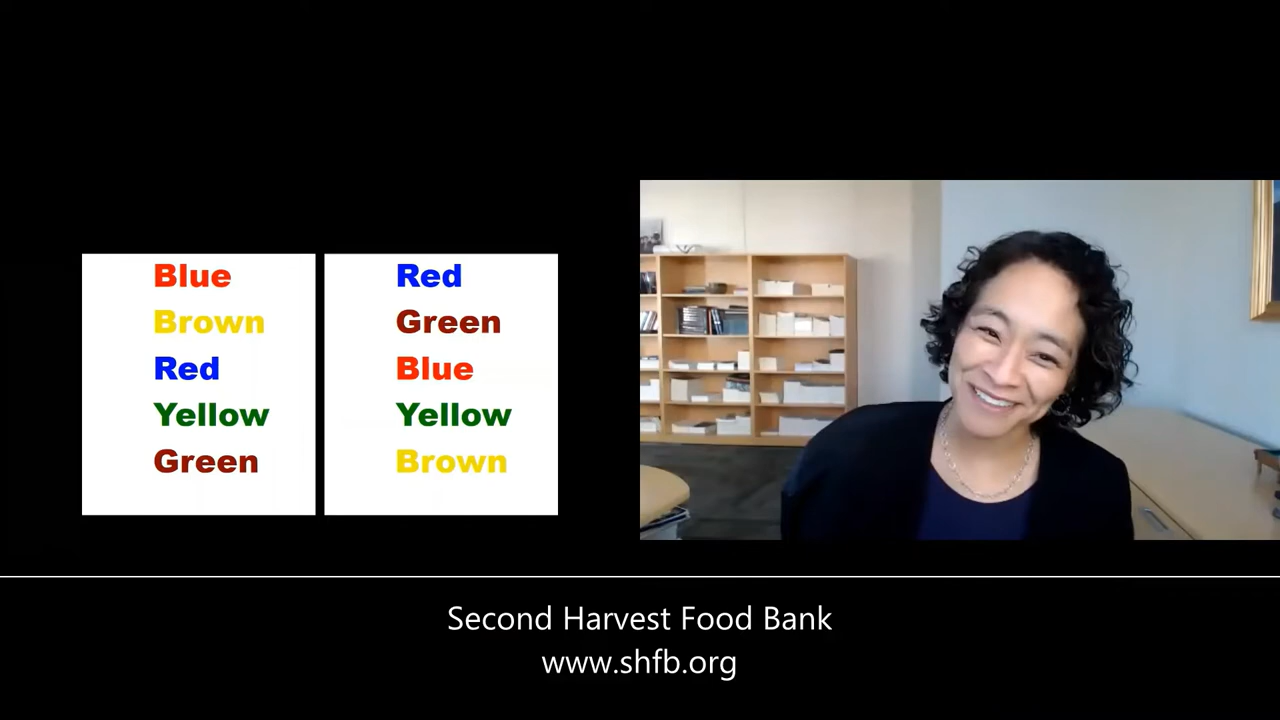 Blue
Brown
Red
Yellow
Green
Red
Green
Blue
Yellow
Brown
Second Harvest Food Bank
www.shfb.org